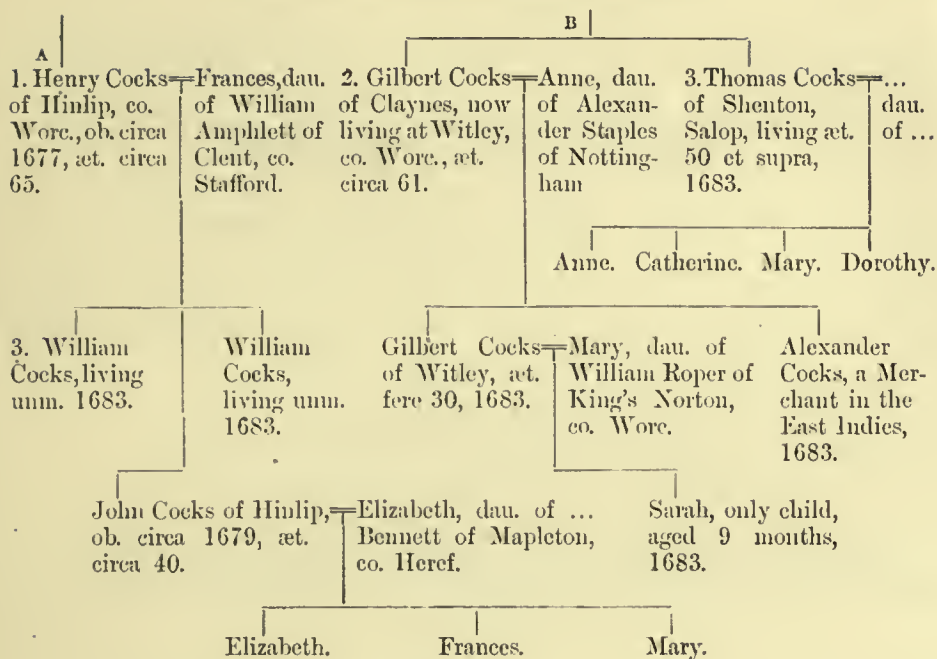 B
A
1. Henry Cocks
of Hinlip, co.
Worc., ob. circa
1677, æt. circa
65.
Frances, dau.
of William
Amphlett of
Clent, co.
Stafford.
2. Gilbert Cocks
of Claynes, now
living at Witley,
co. Worc., æt.
circa 61.
Anne, dau.
of Alexan-
der Staples
of Notting-
ham
3. Thomas Cocks
of Shenton,
Salop, living æt.
50 et supra,
1683.
...
dau.
of ...
Anne. Catherine. Mary. Dorothy.
3. William
Cocks, living
unm. 1683.
William
Cocks,
living unm.
1683.
Gilbert Cocks
of Witley, æt.
fere 30, 1683.
Mary, dau. of
William Roper of
King's Norton,
co. Worc.
Alexander
Cocks, a Mer-
chant in the
East Indies,
1683.
John Cocks of Hinlip,
ob. circa 1679, æt.
circa 40.
Elizabeth, dau. of ...
Bennett of Mapleton,
co. Heref.
Sarah, only child,
aged 9 months,
1683.
Elizabeth. Frances. Mary.